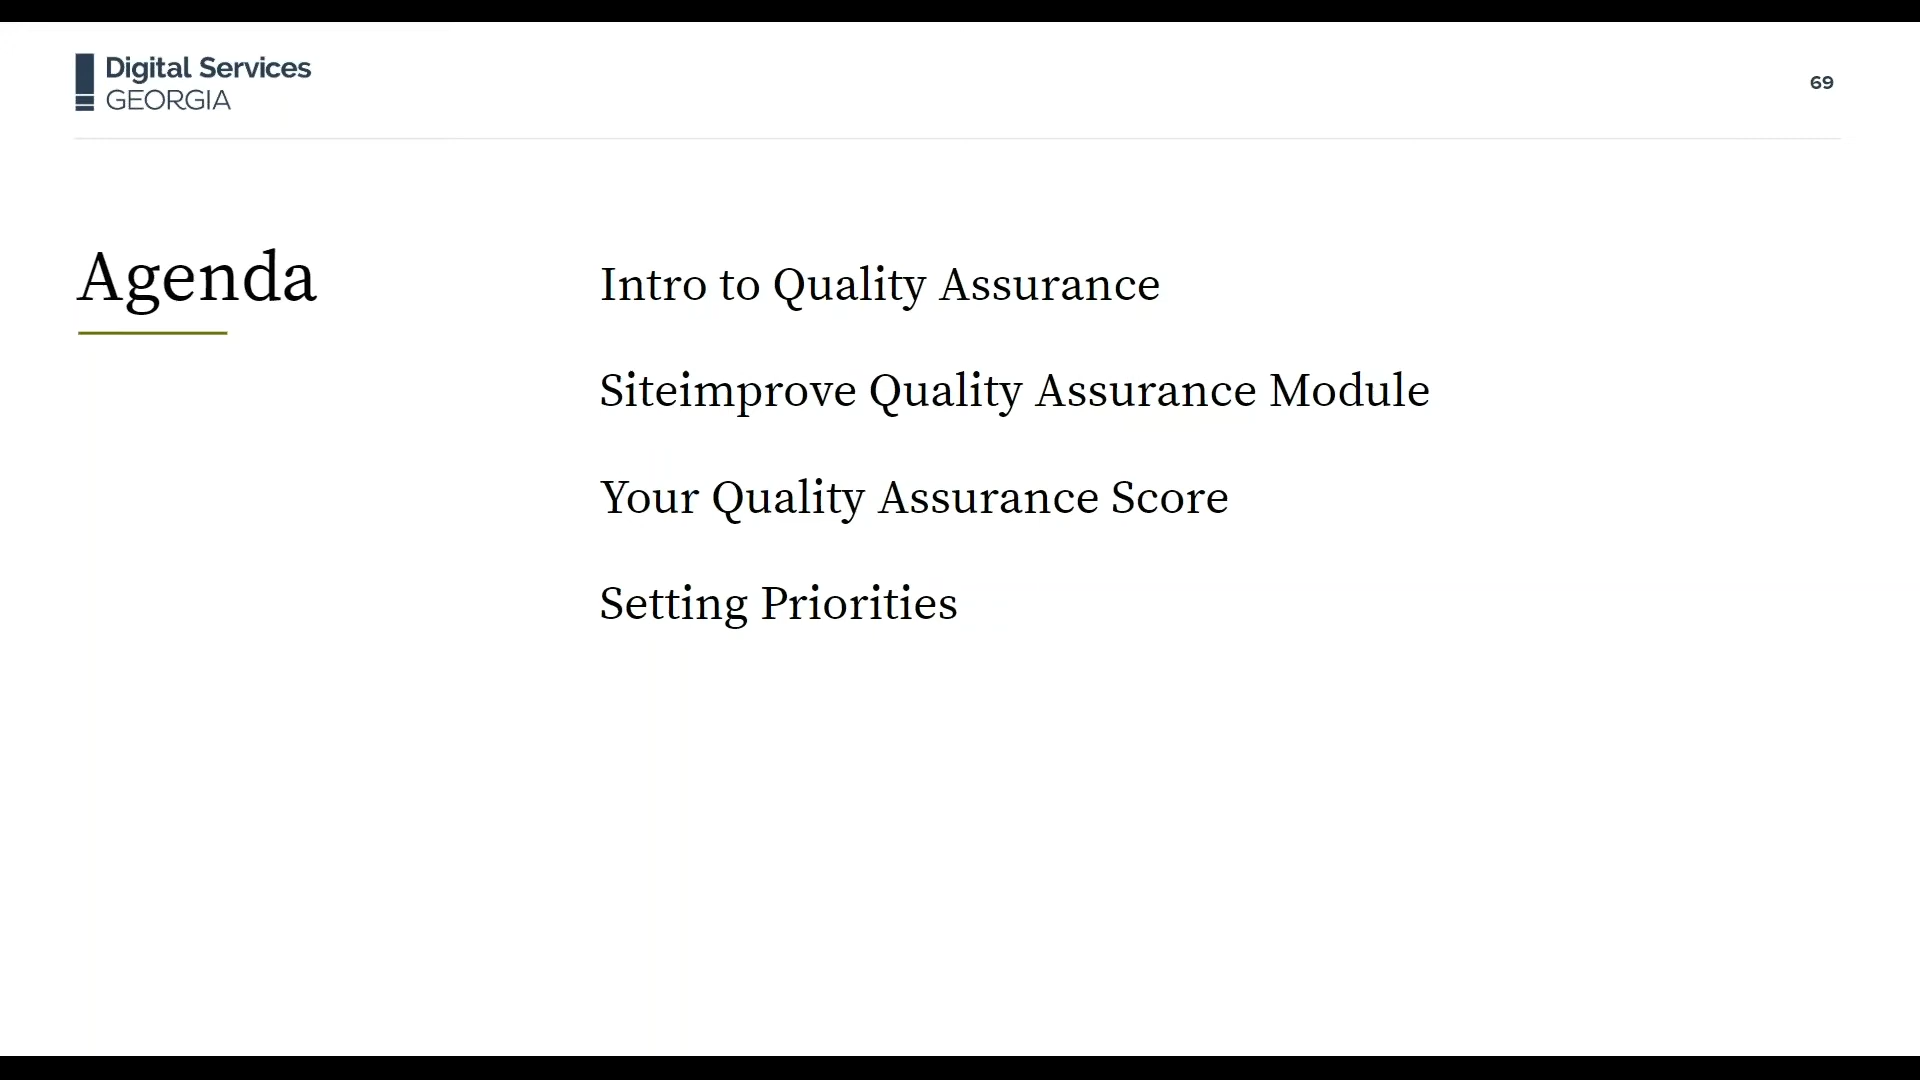 Digital Services
GEORGIA
69
Agenda
Intro to Quality Assurance
Siteimprove Quality Assurance Module
Your Quality Assurance Score
Setting Priorities